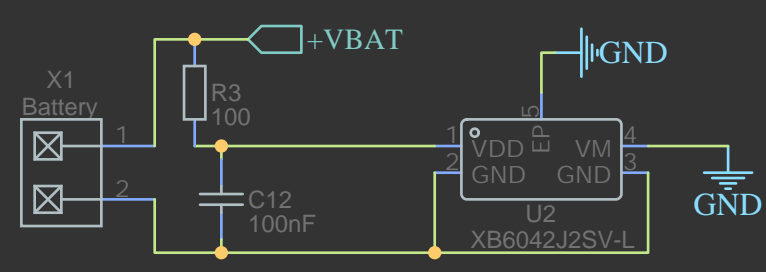 +VBAT
GND
X1
Battery
R3
100
1
2
C12
100nF
5
EP
1
VDD
VM
4
2
GND
GND
3
GND
U2
XB6042J2SV-L